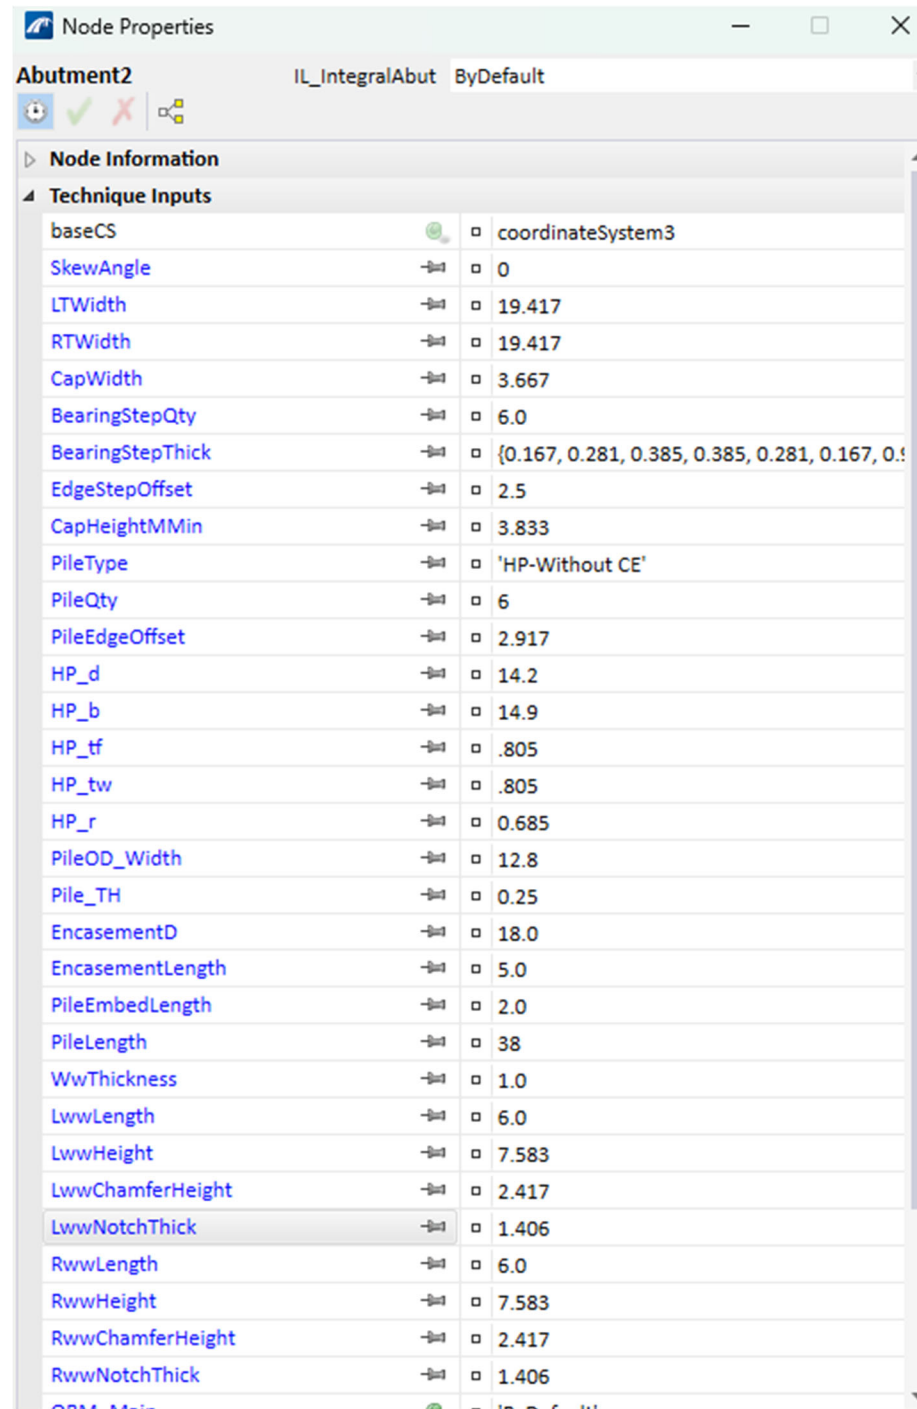 Node Properties
Abutment2 IL_IntegralAbut ByDefault
Node Information
Technique Inputs
baseCS coordinateSystem3
SkewAngle 0
LTWidth 19.417
RTWidth 19.417
CapWidth 3.667
BearingStepQty 6.0
BearingStepThick {0.167, 0.281, 0.385, 0.385, 0.281, 0.167,
EdgeStepOffset 2.5
CapHeightMMin 3.833
PileType 'HP-Without CE'
PileQty 6
PileEdgeOffset 2.917
HP_d 14.2
HP_b 14.9
HP_tf .805
HP_tw .805
HP_r 0.685
PileOD_Width 12.8
Pile_TH 0.25
EncasementD 18.0
EncasementLength 5.0
PileEmbedLength 2.0
PileLength 38
WwThickness 1.0
LwwLength 6.0
LwwHeight 7.583
LwwChamferHeight 2.417
LwwNotchThick 1.406
RwwLength 6.0
RwwHeight 7.583
RwwChamferHeight 2.417
RwwNotchThick 1.406